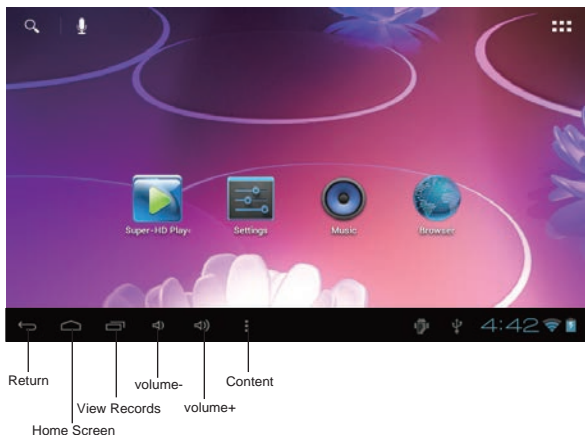 Super-HD Play
Settings
Music
Browser
4:42
Return
volume-
Content
View Records
volume+
Home Screen